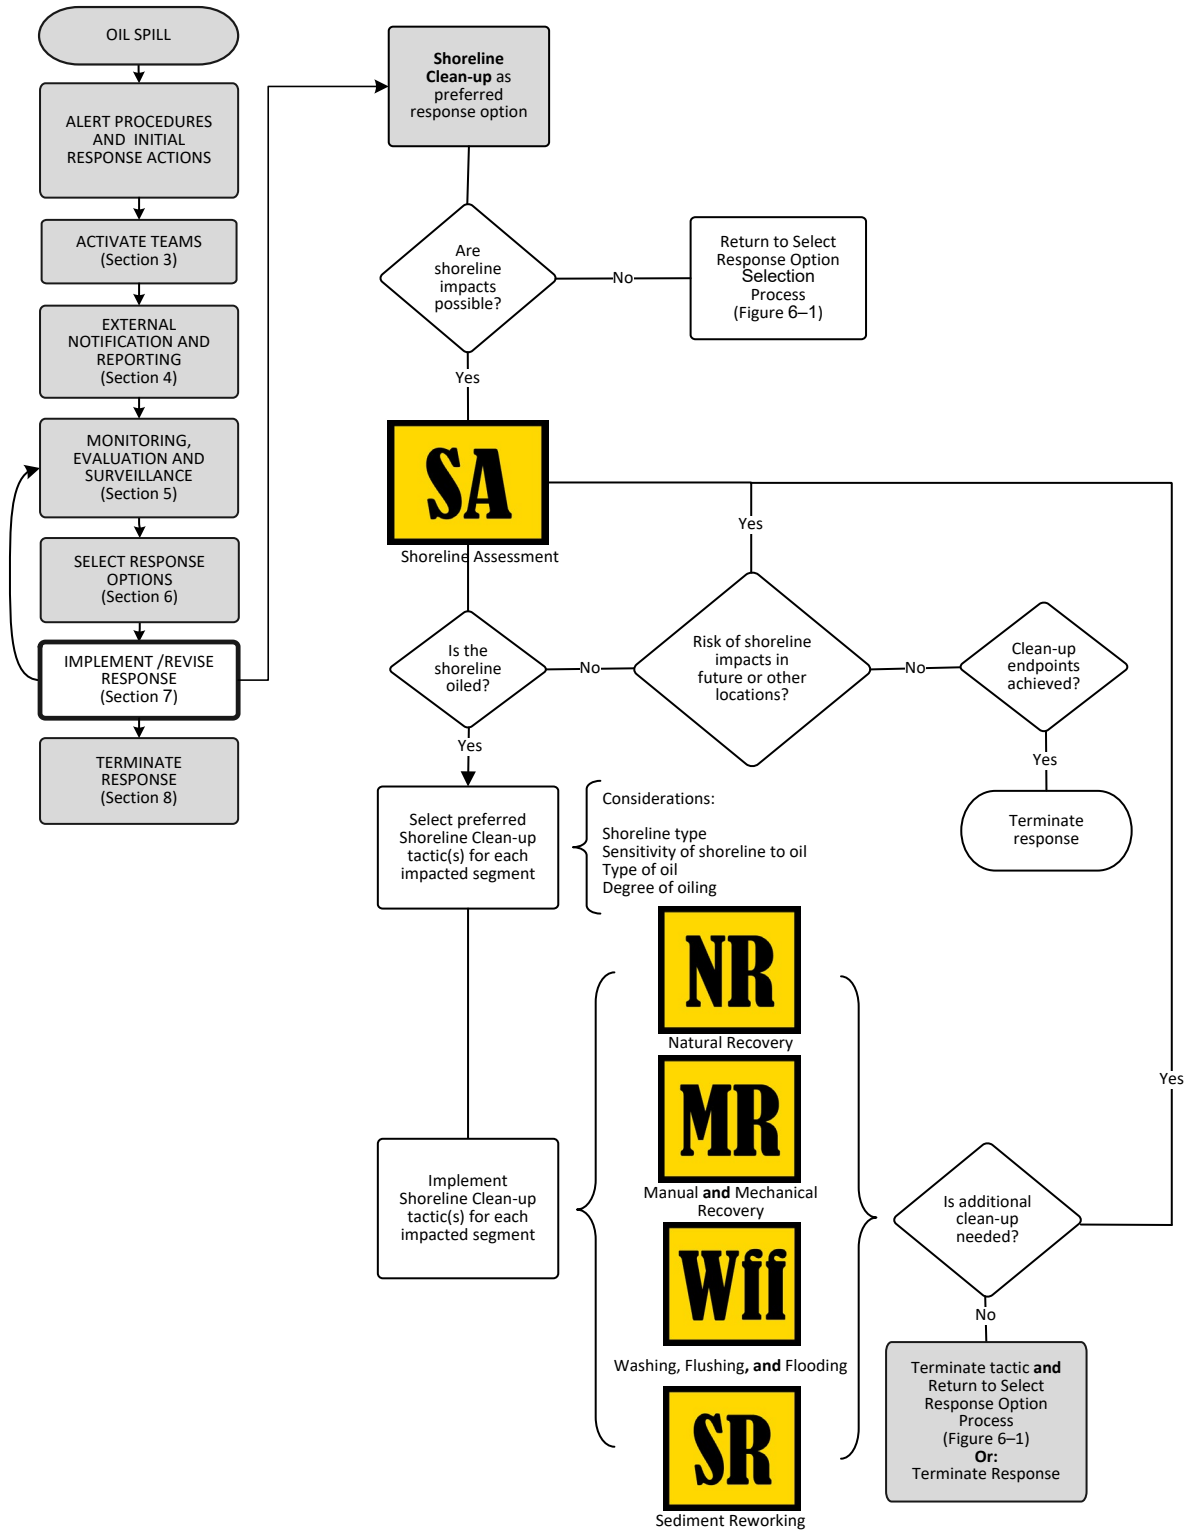 OIL SPILL
ALERT PROCEDURES
AND INITIAL
RESPONSE ACTIONS
ACTIVATE TEAMS
(Section 3)
EXTERNAL
NOTIFICATION AND
REPORTING
(Section 4)
MONITORING,
EVALUATION AND
SURVEILLANCE
(Section 5)
SELECT RESPONSE
OPTIONS
(Section 6)
IMPLEMENT /REVISE
RESPONSE
(Section 7)
TERMINATE
RESPONSE
(Section 8)
Shoreline
Clean-up as
preferred
response option
Are
shoreline
impacts
possible?
No
Return to Select
Response Option
Selection
Process
(Figure 6–1)
Yes
SA
Shoreline Assessment
Yes
Is the
shoreline
oiled?
No
Risk of shoreline
impacts in
future or other
locations?
No
Clean-up
endpoints
achieved?
Yes
Yes
Terminate
response
Select preferred
Shoreline Clean-up
tactic(s) for each
impacted segment
Considerations:
Shoreline type
Sensitivity of shoreline to oil
Type of oil
Degree of oiling
NR
Natural Recovery
MR
Manual and Mechanical
Recovery
Wff
Washing, Flushing, and Flooding
SR
Sediment Reworking
Implement
Shoreline Clean-up
tactic(s) for each
impacted segment
Yes
Is additional
clean-up
needed?
No
Terminate tactic and
Return to Select
Response Option
Process
(Figure 6–1)
Or:
Terminate Response